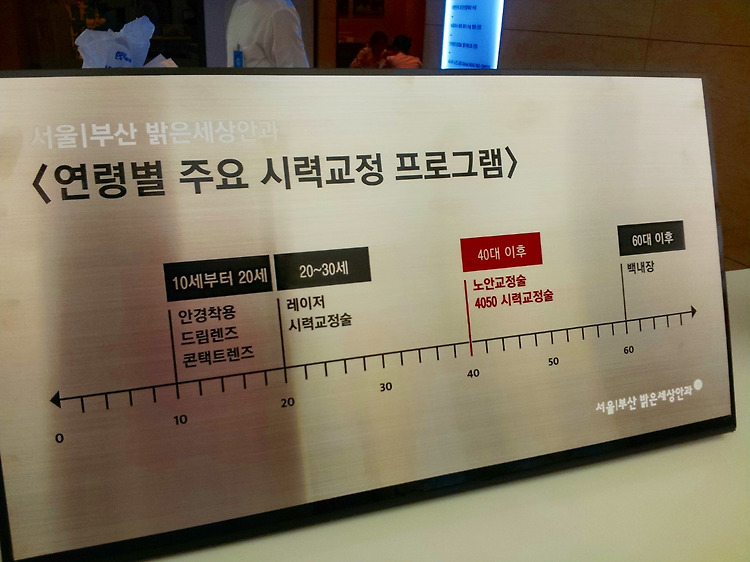 서울|부산 밝은세상안과
<연령별 주요 시력교정 프로그램>
10세부터 20세
안경착용
드림렌즈
콘택트렌즈
20~30세
레이저
시력교정술
40대 이후
노안교정술
4050 시력교정술
60대 이후
백내장
0 10 20 30 40 50 60
서울|부산 밝은세상안과